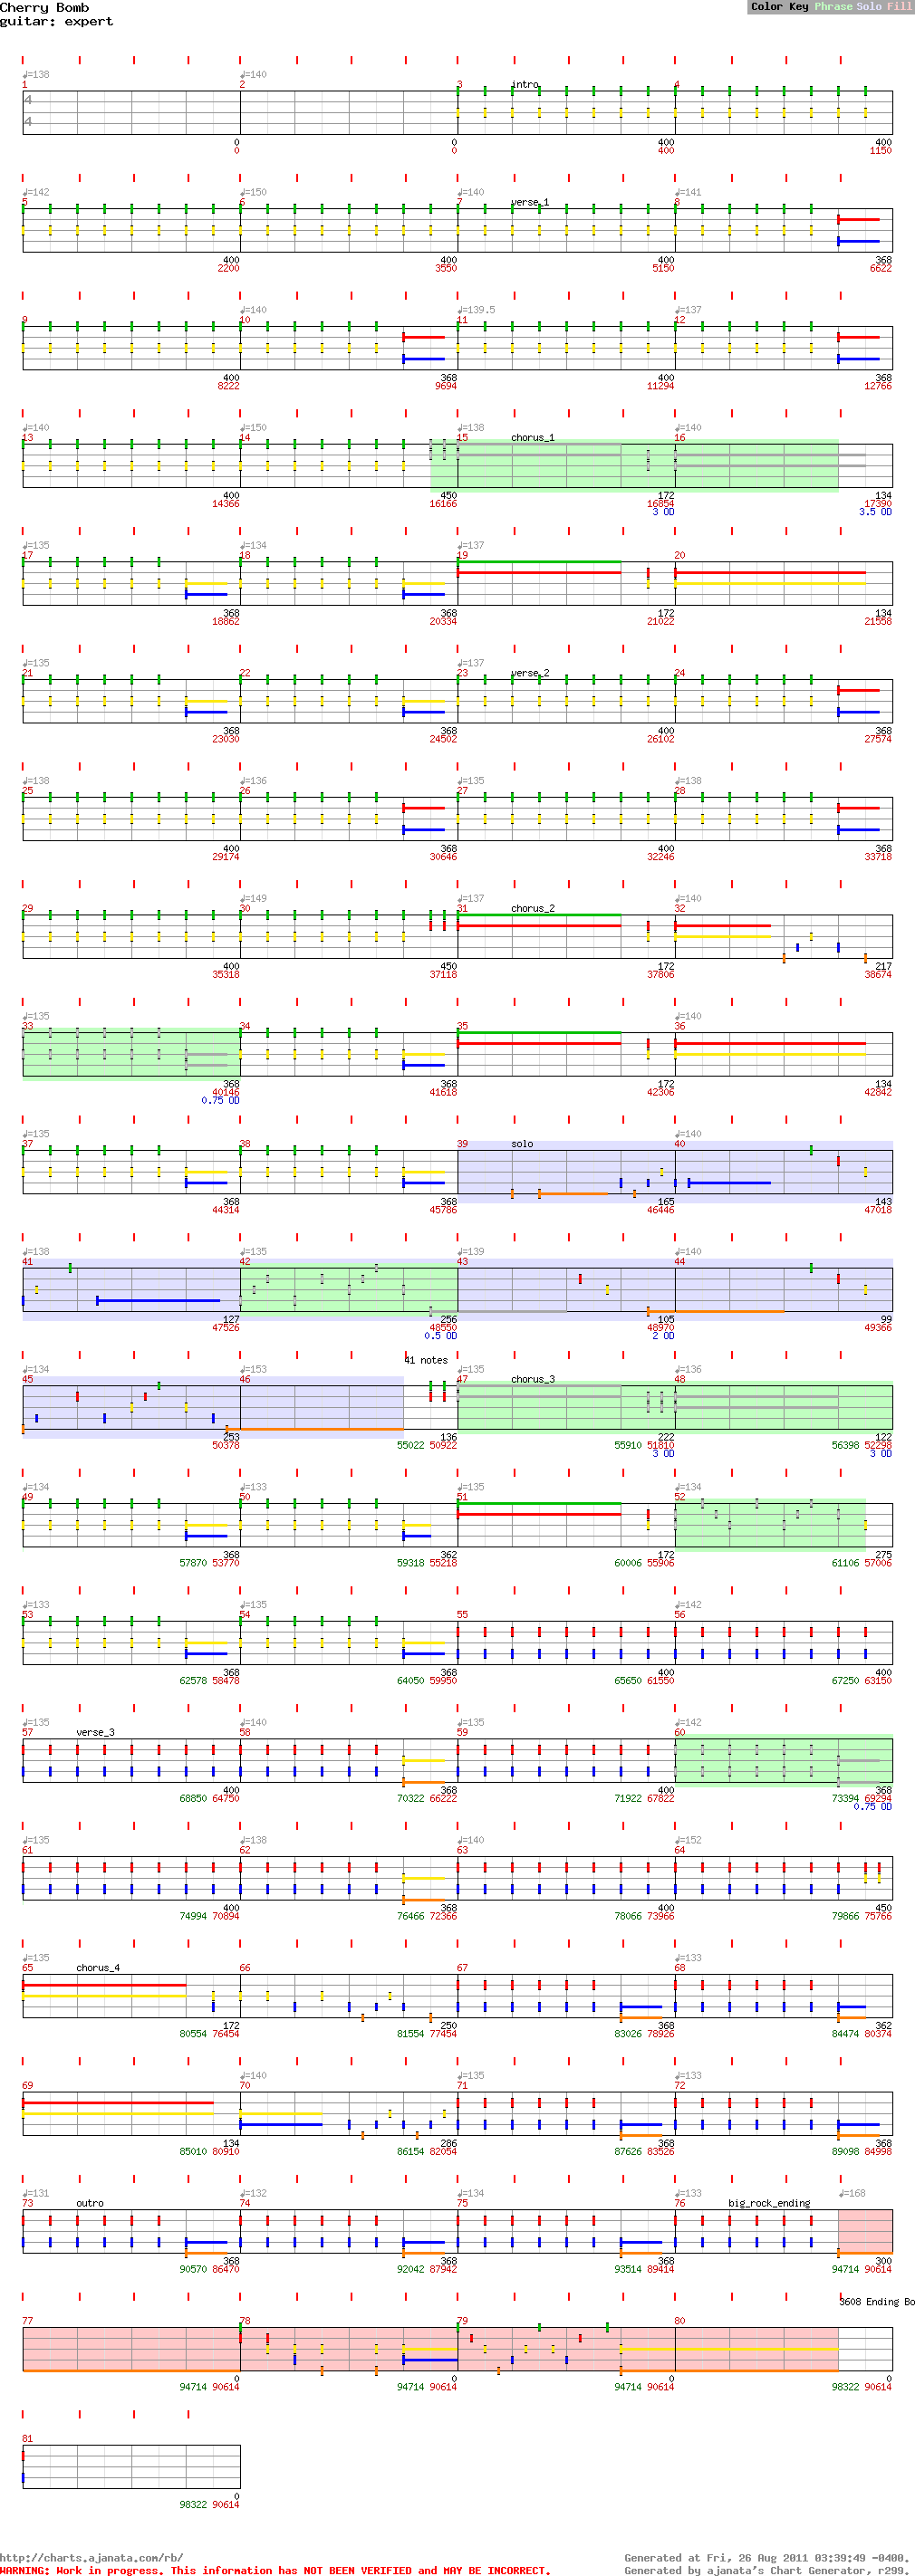 Cherry Bomb
guitar: expert
Color Key Phrase Solo Fill
♩=138 ♩=140
1 2 3 intro 4
4
4
0 0 400 400
0 0 400 1150
♩=142 ♩=150 ♩=140 ♩=141
5 6 7 verse_1 8
400 400 400 368
2200 3550 5150 6622
♩=140 ♩=139.5 ♩=137
9 10 11 12
400 368 400 368
8222 9694 11294 12766
♩=140 ♩=150 ♩=138 ♩=140
13 14 15 chorus_1 16
400 450 172 134
14366 16166 16854 17390
3 OD 3.5 OD
♩=135 ♩=134 ♩=137
17 18 19 20
368 368 172 134
18862 20334 21022 21558
♩=135 ♩=137
21 22 23 verse_2 24
368 368 400 368
23030 24502 26102 27574
♩=138 ♩=136 ♩=135 ♩=138
25 26 27 28
400 368 400 368
29174 30646 32246 33718
♩=149 ♩=137 ♩=140
29 30 31 chorus_2 32
400 450 172 217
35318 37118 37806 38674
♩=135 ♩=140
33 34 35 36
368 368 172 134
40146 41618 42306 42842
0.75 OD
♩=135 ♩=140
37 38 39 solo 40
368 368 165 143
44314 45786 46446 47018
♩=138 ♩=135 ♩=139 ♩=140
41 42 43 44
127 256 105 99
47526 48550 48970 49366
0.5 OD 2 OD
41 notes
♩=134 ♩=153 ♩=135 ♩=136
45 46 47 chorus_3 48
253 136 222 122
50378 55022 50922 55910 51810 56398 52298
3 OD 3 OD
♩=134 ♩=133 ♩=135 ♩=134
49 50 51 52
368 362 172 275
57870 53770 59318 55218 60006 55906 61106 57006
♩=133 ♩=135 ♩=142
53 54 55 56
368 368 400 400
62578 58478 64050 59950 65650 61550 67250 63150
♩=135 ♩=140 ♩=135 ♩=142
57 verse_3 58 59 60
400 368 400 368
68850 64750 70322 66222 71922 67822 73394 69294
0.75 OD
♩=135 ♩=138 ♩=140 ♩=152
61 62 63 64
400 368 400 450
74994 70894 76466 72366 78066 73966 79866 75766
♩=135 ♩=133
65 chorus_4 66 67 68
172 250 368 362
80554 76454 81554 77454 83026 78926 84474 80374
♩=140 ♩=135 ♩=133
69 70 71 72
134 286 368 368
85010 80910 86154 82054 87626 83526 89098 84998
♩=131 ♩=132 ♩=134 ♩=133 ♩=168
73 outro 74 75 76 big_rock_ending
368 368 368 300
90570 86470 92042 87942 93514 89414 94714 90614
3608 Ending Bo
77 78 79 80
0 0 0 0
94714 90614 94714 90614 94714 90614 98322 90614
81
0
98322 90614
http://charts.ajanata.com/rb/
Generated at Fri, 26 Aug 2011 03:39:49 -0400.
WARNING: Work in progress. This information has NOT BEEN VERIFIED and MAY BE INCORRECT.
Generated by ajanata's Chart Generator, r299.